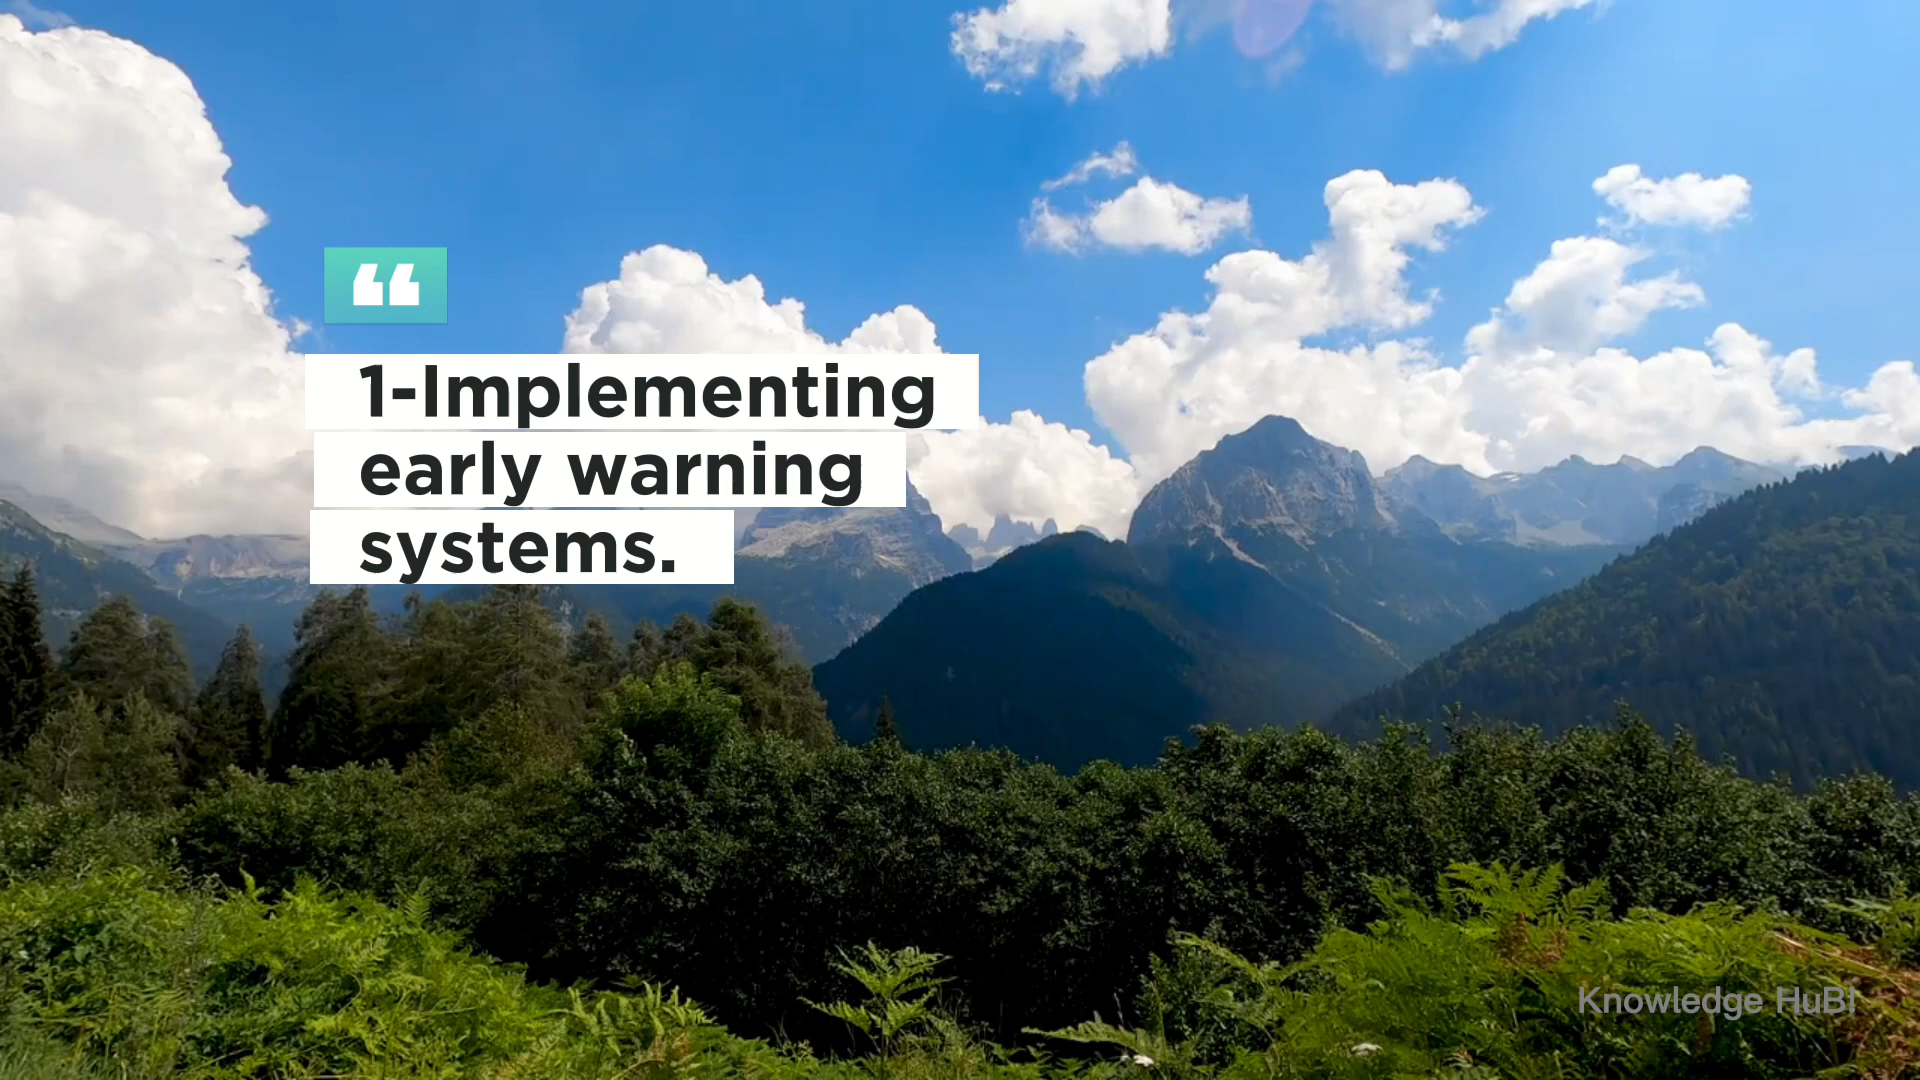 “
1-Implementing
early warning
systems.
Knowledge HuB!